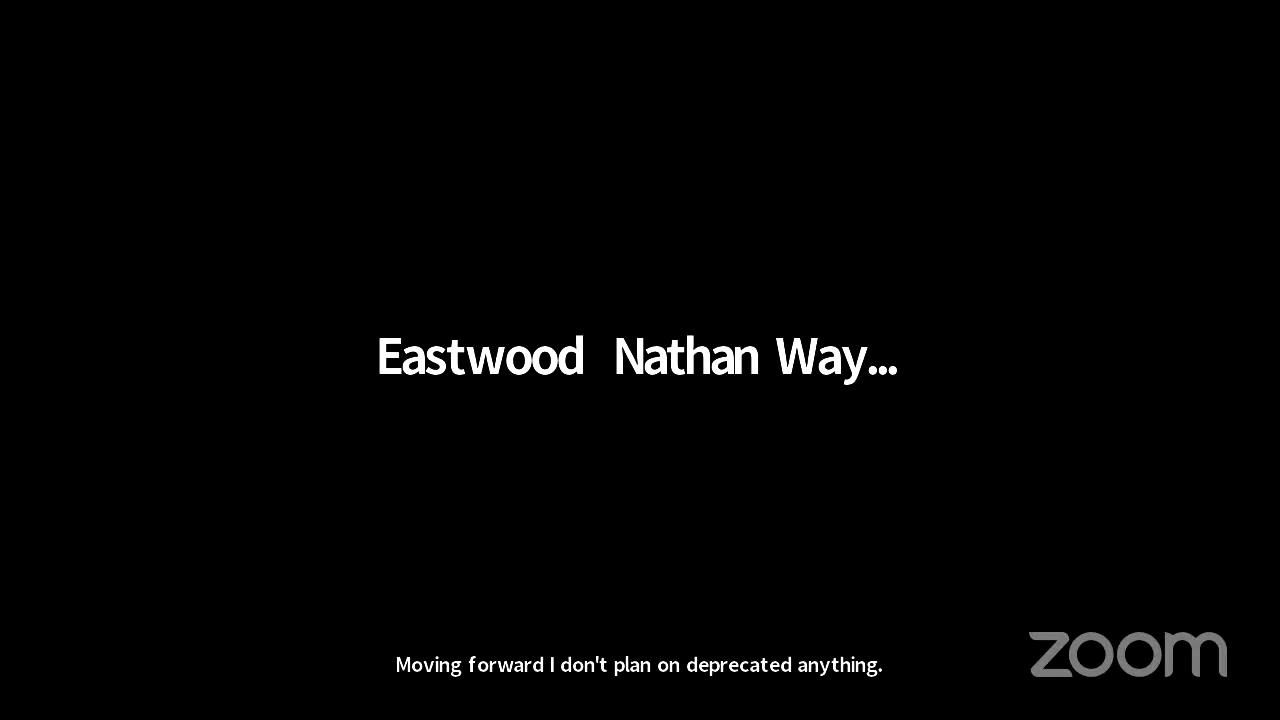 Eastwood Nathan Way...
Moving forward I don't plan on deprecated anything.
zoom